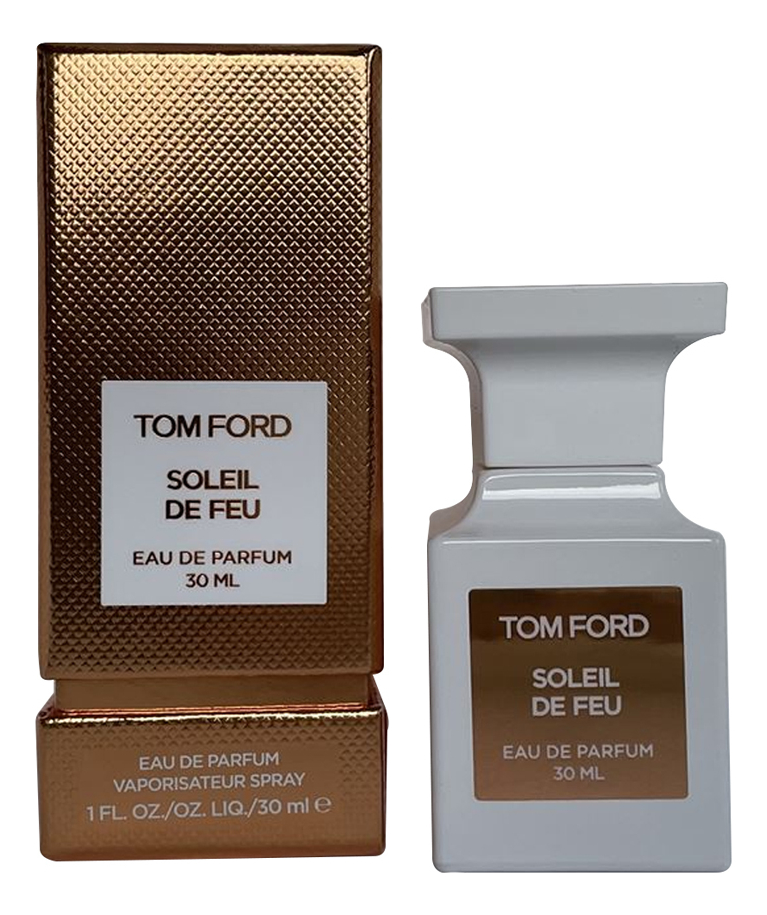 TOM FORD
SOLEIL
DE FEU
EAU DE PARFUM
30 ML
EAU DE PARFUM
VAPORISATEUR SPRAY
1 FL. OZ./OZ. LIQ./30 ml ℮
TOM FORD
SOLEIL
DE FEU
EAU DE PARFUM
30 ML